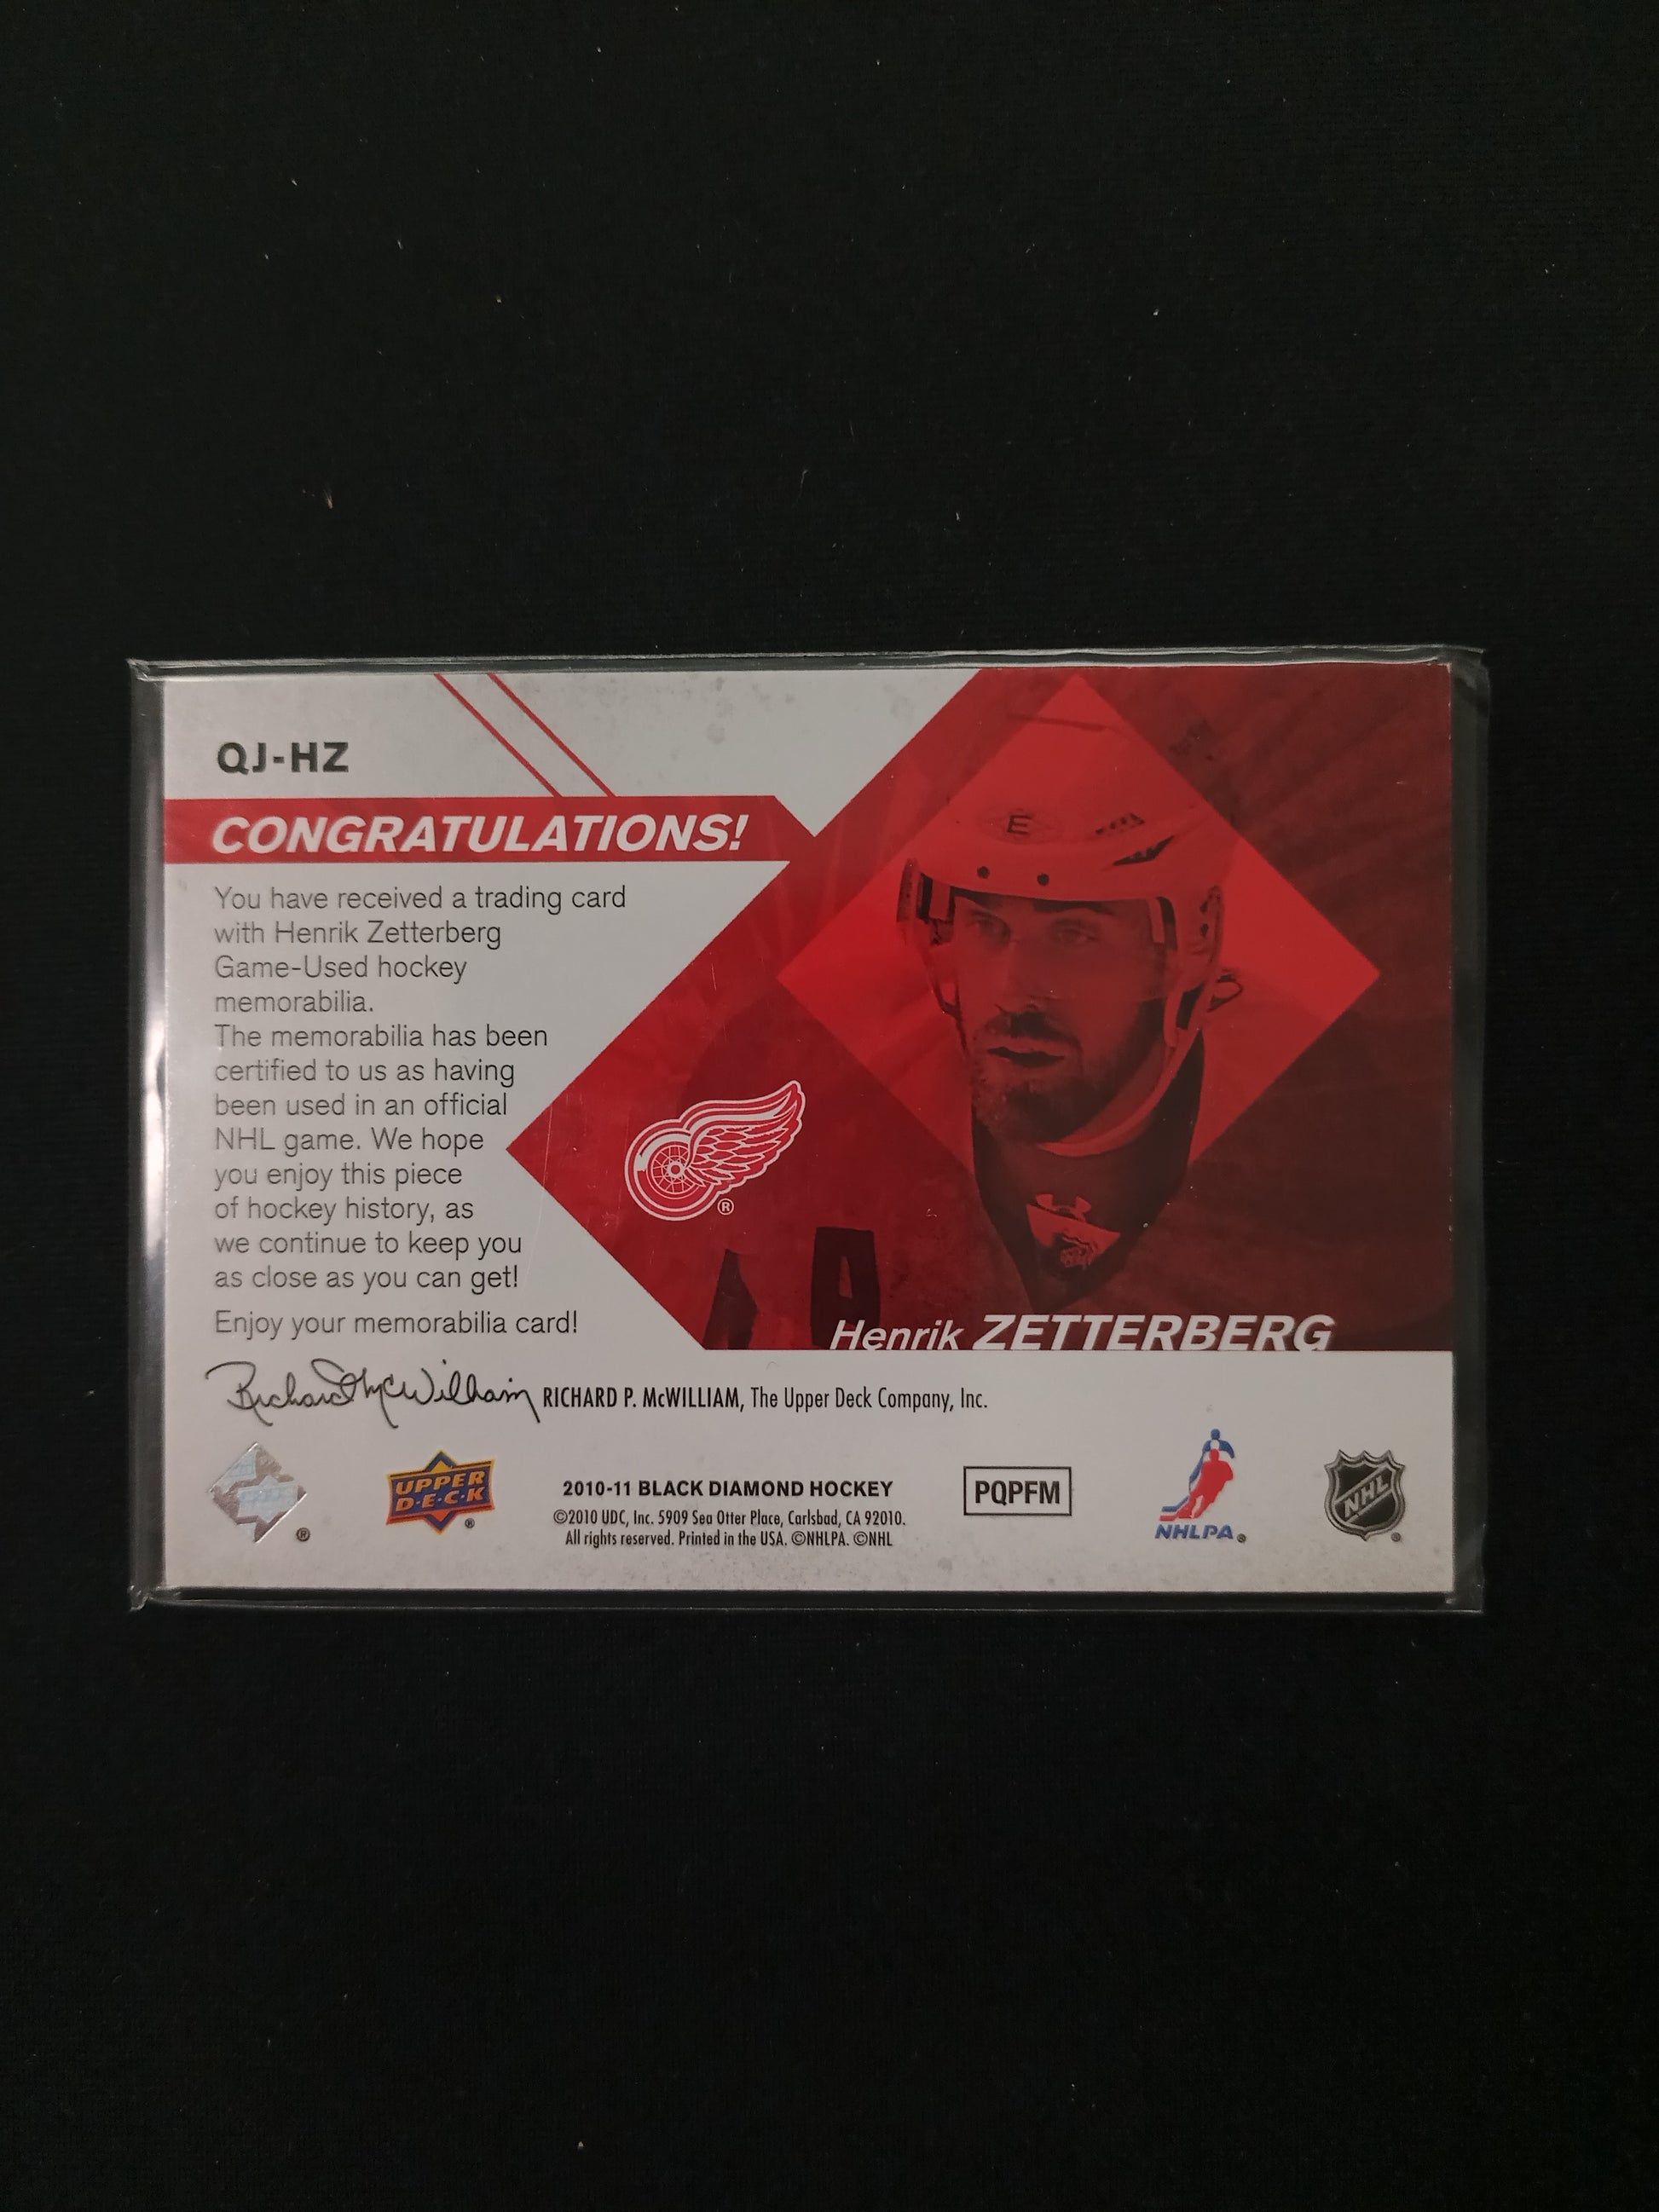 QJ-HZ
CONGRATULATIONS!
You have received a trading card
with Henrik Zetterberg
Game-Used hockey
memorabilia.
The memorabilia has been
certified to us as having
been used in an official
NHL game. We hope
you enjoy this piece
of hockey history, as
we continue to keep you
as close as you can get!
Enjoy your memorabilia card!
E
A
®
Henrik ZETTERBERG
Richard McWilliam RICHARD P. McWILLIAM, The Upper Deck Company, Inc.
®
UPPER
D·E·C·K
®
2010-11 BLACK DIAMOND HOCKEY
©2010 UDC, Inc. 5909 Sea Otter Place, Carlsbad, CA 92010.
All rights reserved. Printed in the USA. ©NHLPA. ©NHL
PQPFM
NHLPA®
NHL
®